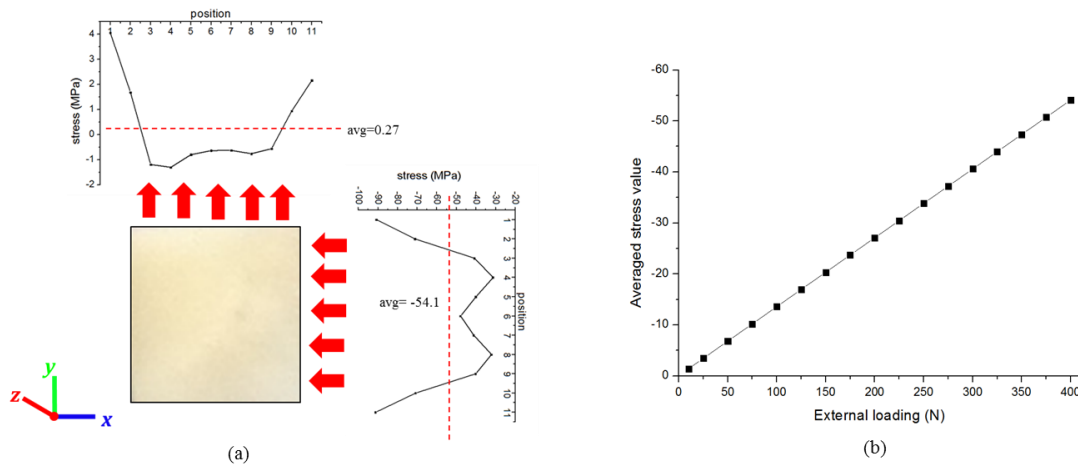 position
1 2 3 4 5 6 7 8 9 10 11
4
3
2
1
0
-1
-2
stress (MPa)
avg=0.27
stress (MPa)
-100 -90 -80 -70 -60 -50 -40 -30 -20
1
2
3
4
5
6
7
8
9
10
11
position
avg= -54.1
y
z
x
(a)
-60
-50
-40
-30
-20
-10
0
Averaged stress value
0 50 100 150 200 250 300 350 400
External loading (N)
(b)